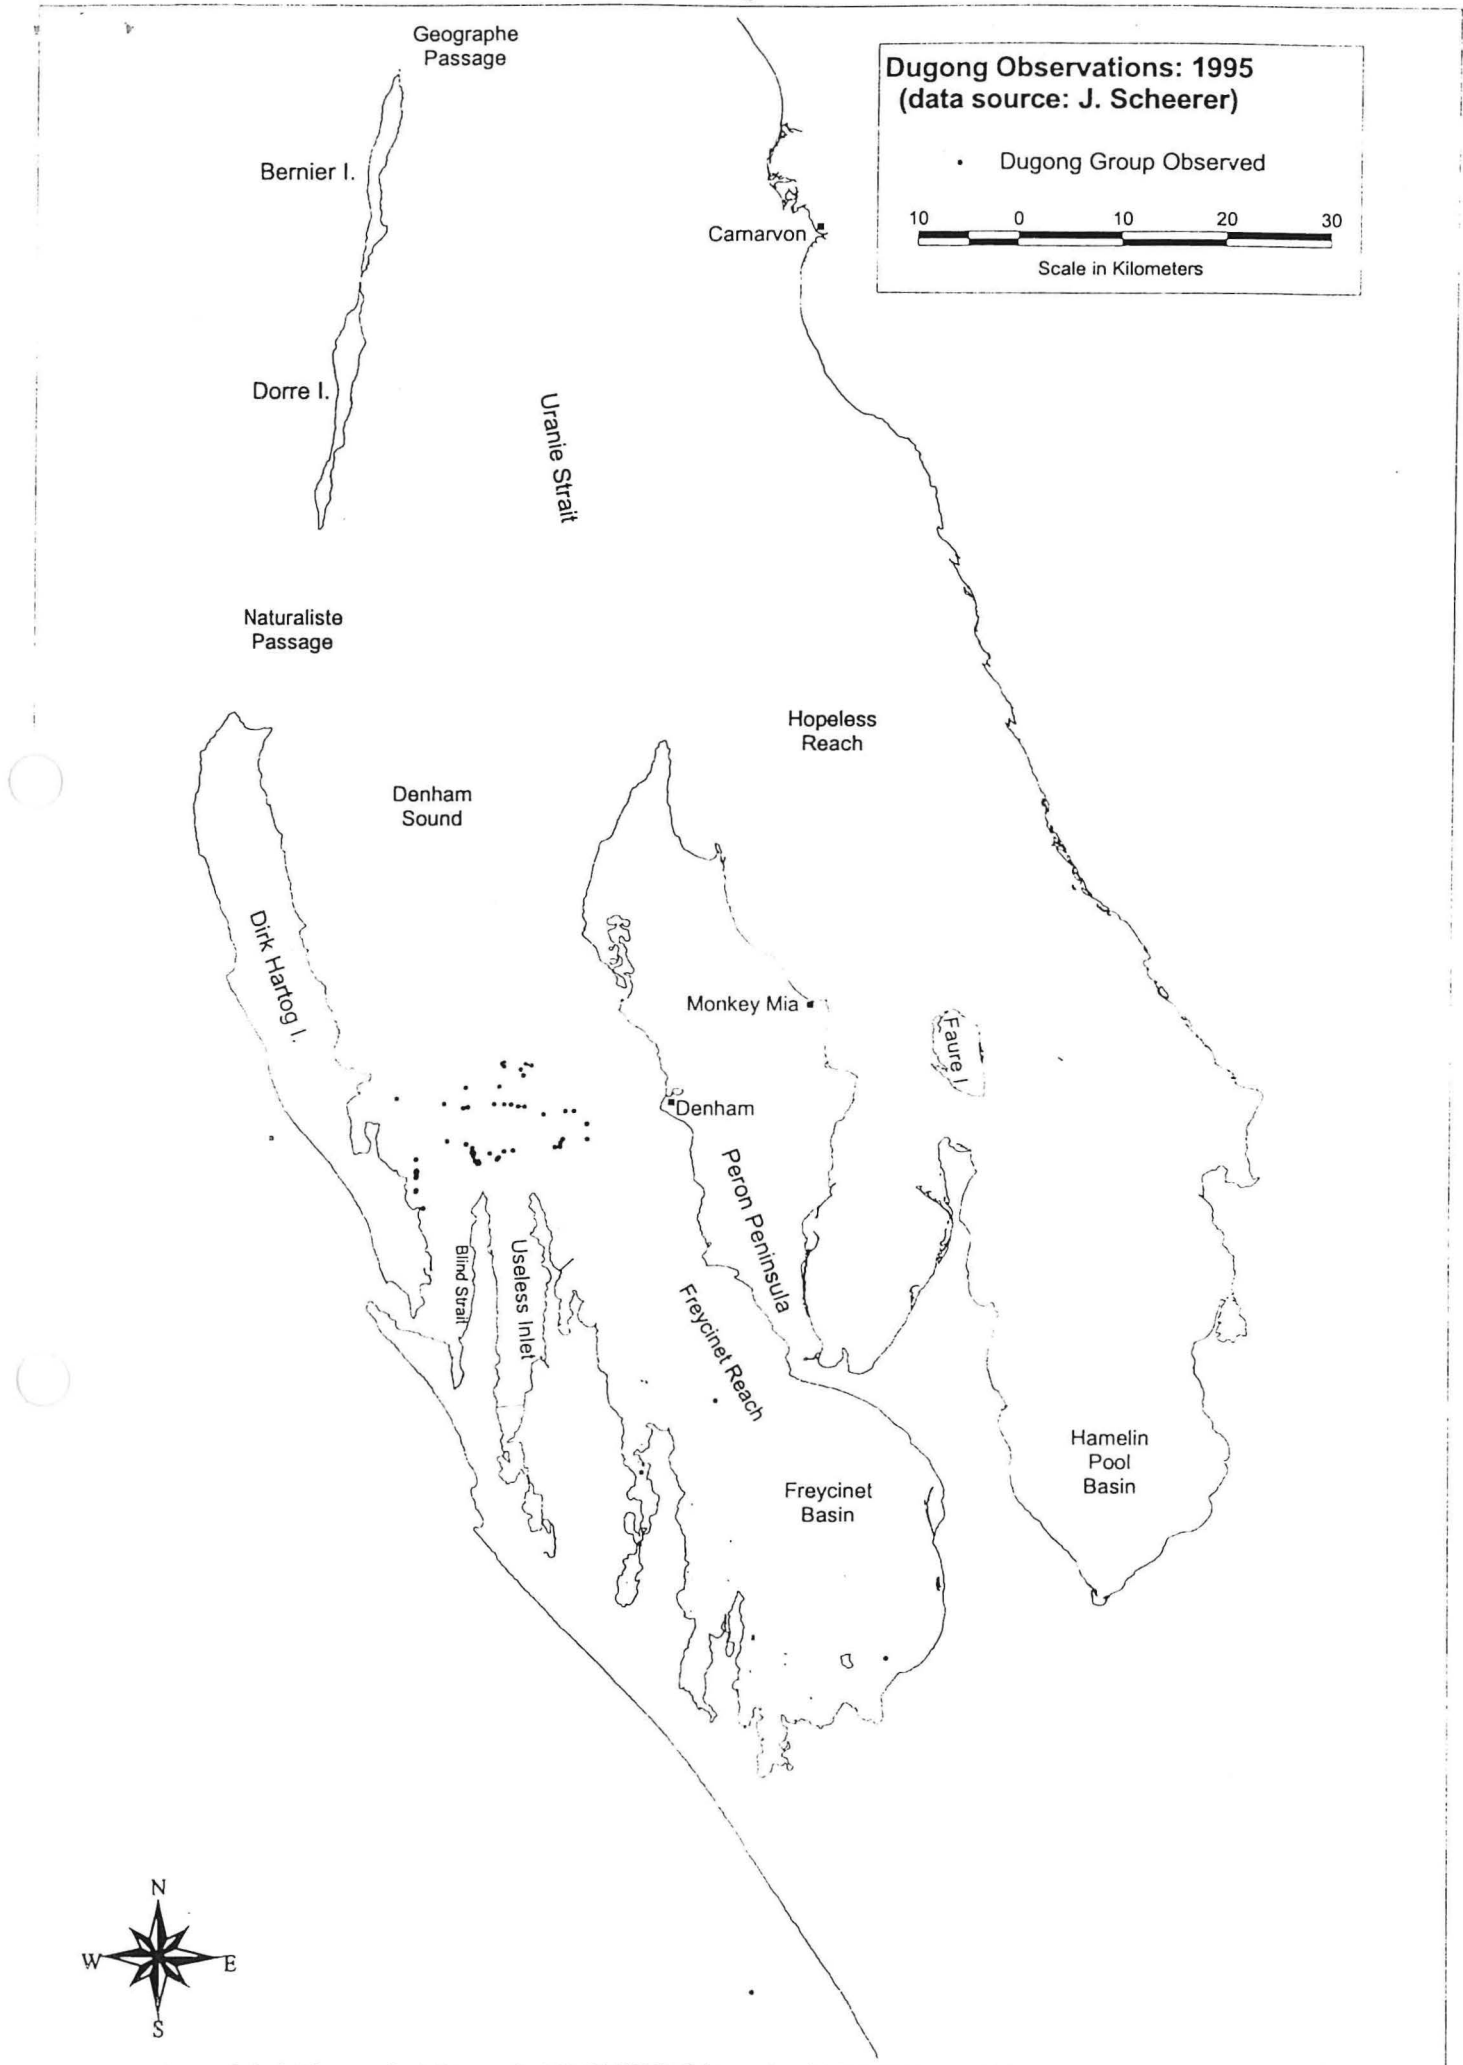 Geographe
Passage
Dugong Observations: 1995
(data source: J. Scheerer)
Dugong Group Observed
10 0 10 20 30
Scale in Kilometers
Bernier I.
Carnarvon
Dorre I.
Uranie Strait
Naturaliste
Passage
Hopeless
Reach
Denham
Sound
Dirk Hartog I.
Monkey Mia
Faure I.
Denham
Peron Peninsula
Blind Strait
Useless Inlet
Freycinet Reach
Hamelin
Pool
Basin
Freycinet
Basin
N
W E
S